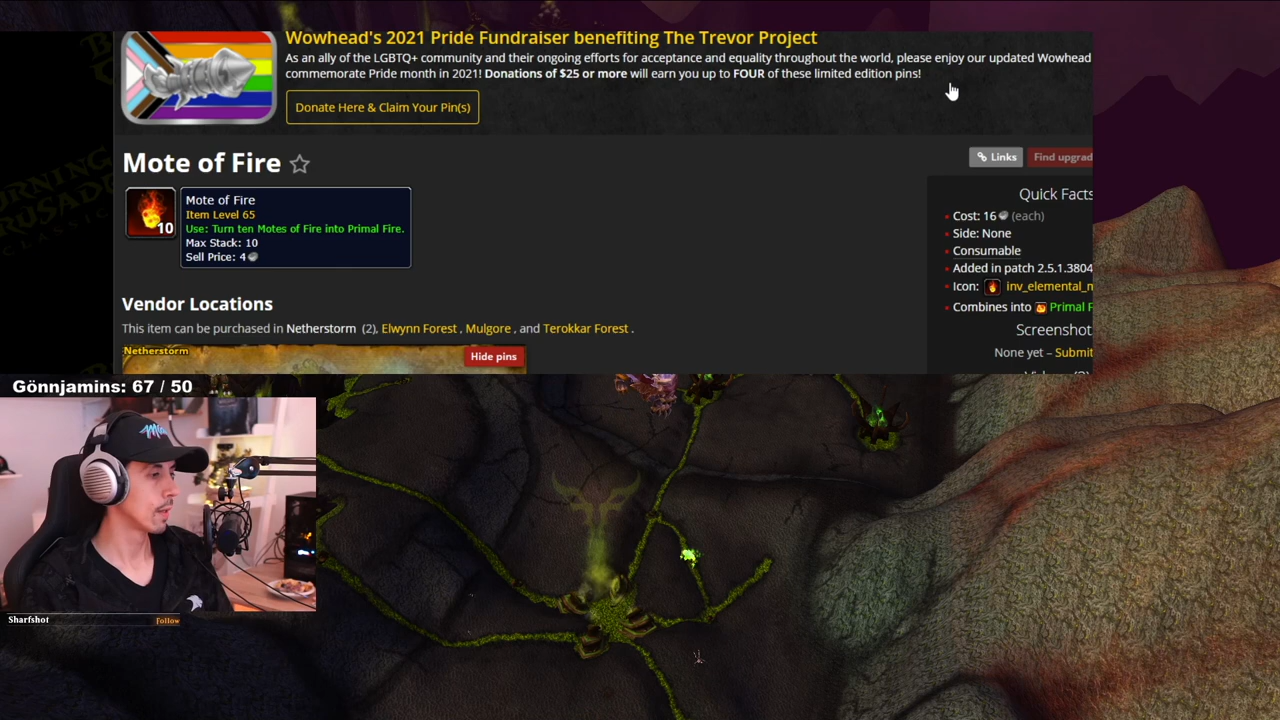 Wowhead's 2021 Pride Fundraiser benefiting The Trevor Project
As an ally of the LGBTQ+ community and their ongoing efforts for acceptance and equality throughout the world, please enjoy our updated Wowhead
commemorate Pride month in 2021! Donations of $25 or more will earn you up to FOUR of these limited edition pins!
Donate Here & Claim Your Pin(s)
Mote of Fire
Links
Find upgrad
10
Mote of Fire
Item Level 65
Use: Turn ten Motes of Fire into Primal Fire.
Max Stack: 10
Sell Price: 4
Quick Facts
Cost: 16 (each)
Side: None
Consumable
Added in patch 2.5.1.3804
Icon: inv_elemental_m
Combines into Primal F
Screenshot
None yet – Submit
Vendor Locations
This item can be purchased in Netherstorm (2), Elwynn Forest , Mulgore , and Terokkar Forest .
Netherstorm
Hide pins
Gönnjamins: 67 / 50
Sharfshot
Follow